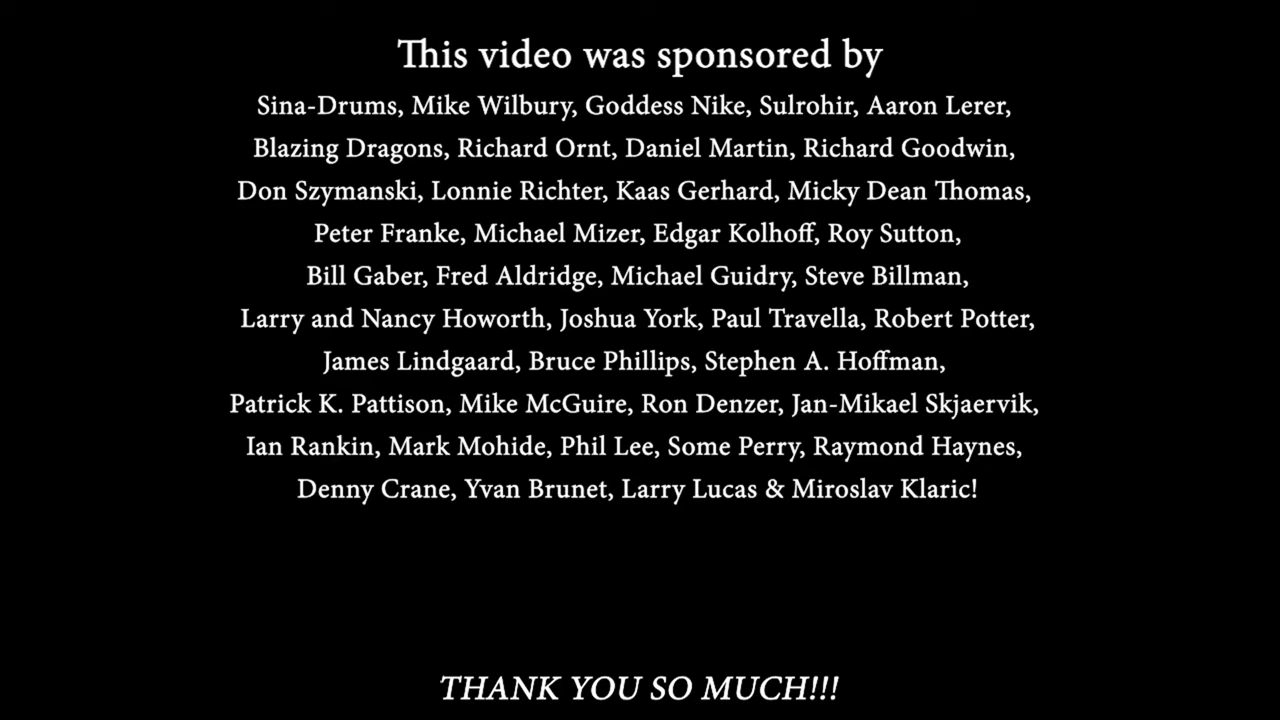 This video was sponsored by
Sina-Drums, Mike Wilbury, Goddess Nike, Sulrohir, Aaron Lerer,
Blazing Dragons, Richard Ornt, Daniel Martin, Richard Goodwin,
Don Szymanski, Lonnie Richter, Kaas Gerhard, Micky Dean Thomas,
Peter Franke, Michael Mizer, Edgar Kolhoff, Roy Sutton,
Bill Gaber, Fred Aldridge, Michael Guidry, Steve Billman,
Larry and Nancy Howorth, Joshua York, Paul Travella, Robert Potter,
James Lindgaard, Bruce Phillips, Stephen A. Hoffman,
Patrick K. Pattison, Mike McGuire, Ron Denzer, Jan-Mikael Skjaervik,
Ian Rankin, Mark Mohide, Phil Lee, Some Perry, Raymond Haynes,
Denny Crane, Yvan Brunet, Larry Lucas & Miroslav Klaric!
THANK YOU SO MUCH!!!